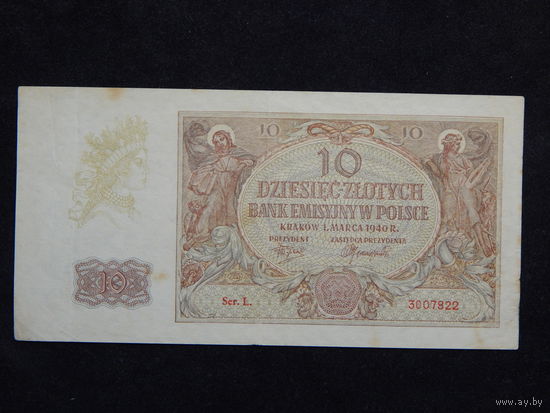 10
10
10
DZIESIĘĆ ZŁOTYCH
BANK EMISYJNY W POLSCE
KRAKÓW 1. MARCA 1940 R.
PREZYDENT ZASTĘPCA PREZYDENTA
10
Ser. L. 3007822
www.ay.by